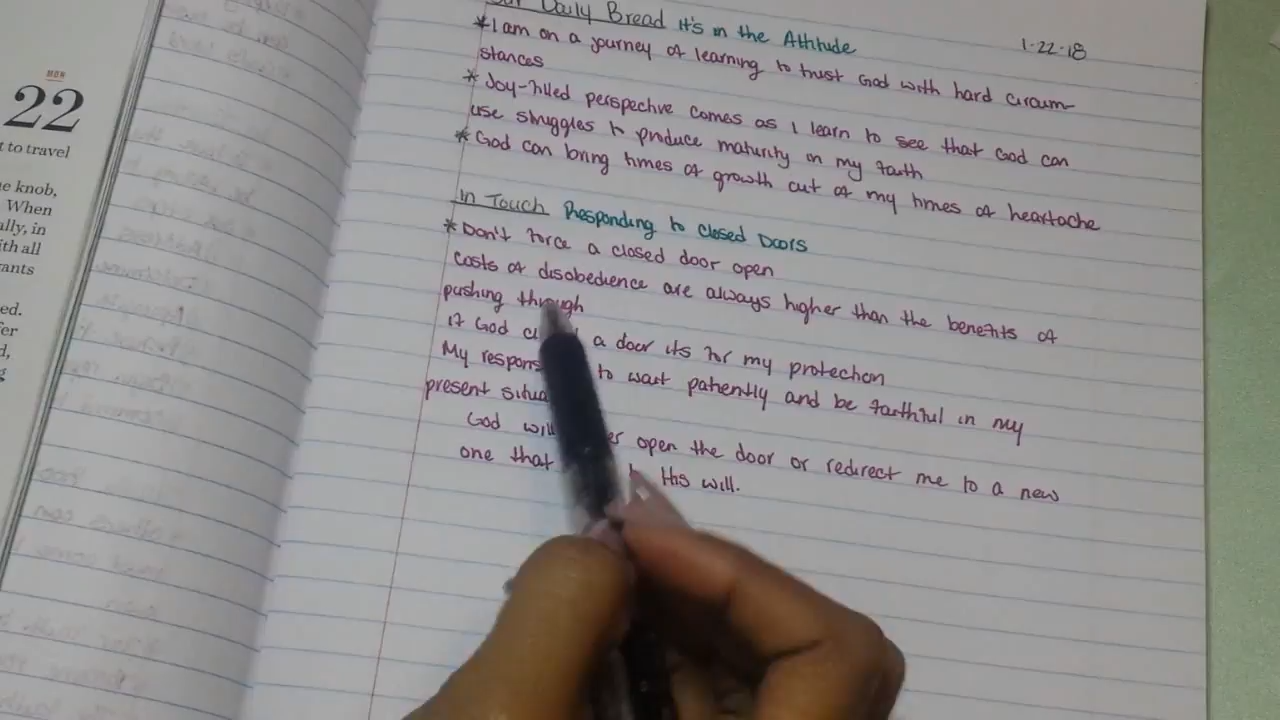 MON
22
t to travel
e knob,
When
ally, in
ith all
rants
ed.
fer
d,
Our Daily Bread It's in the Attitude
1-22-18
*I am on a journey of learning to trust God with hard circum-
stances
* Joy-filled perspective comes as I learn to see that God can
use struggles to produce maturity in my faith
* God can bring times of growth out of my times of heartache
In Touch Responding to Closed Doors
*Don't force a closed door open
costs of disobedience are always higher than the benefits of
pushing through
if God a door its for my protection
My to wait patiently and be faithful in my
present
God will open the door or redirect me to a new
one that His will.